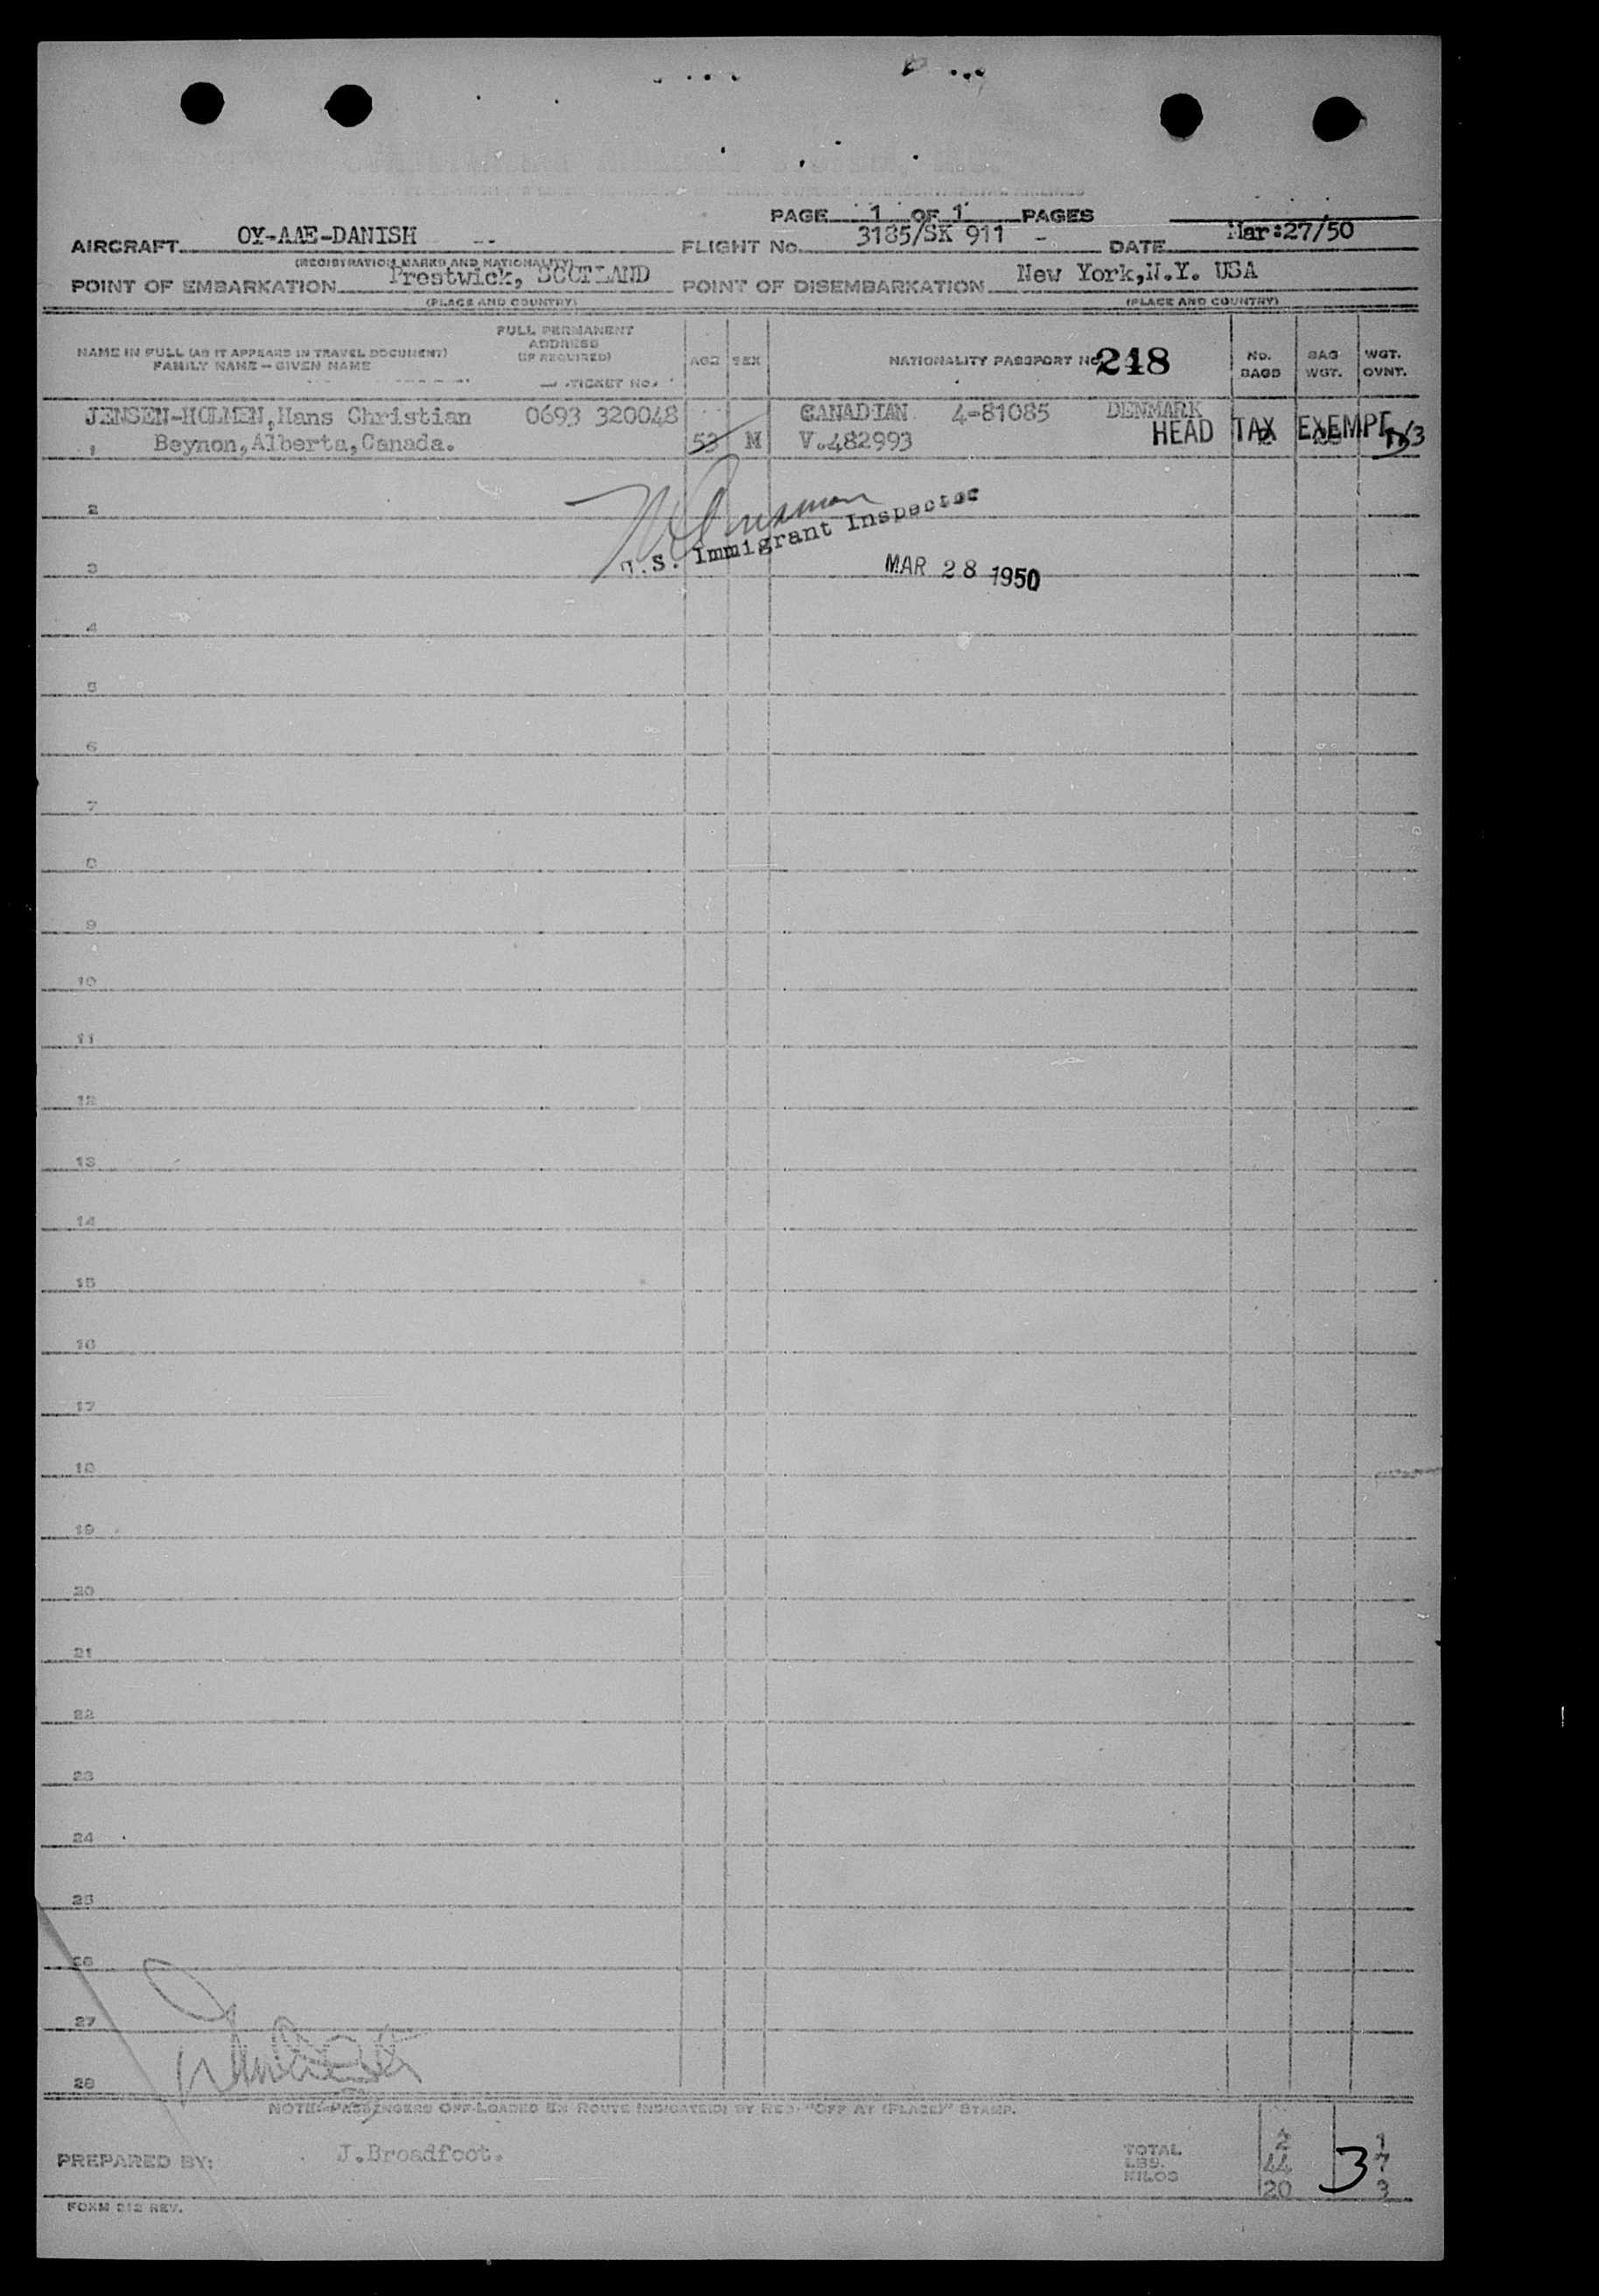 PAGE 1 OF 1 PAGES
AIRCRAFT OY-AAE-DANISH FLIGHT No. 3185/SK 911 - DATE Mar:27/50
(REGISTRATION MARKS AND NATIONALITY)
POINT OF EMBARKATION Prestwick, SCOTLAND POINT OF DISEMBARKATION New York,N.Y. USA
(PLACE AND COUNTRY) (PLACE AND COUNTRY)
NAME IN FULL (AS IT APPEARS IN TRAVEL DOCUMENT)
FAMILY NAME – GIVEN NAME
FULL PERMANENT
ADDRESS
(IF REQUIRED)
TICKET No.
AGE SEX NATIONALITY PASSPORT No. 248
No.
BAGS
BAG
WGT.
WGT.
OVNT.
JENSEN-HOLMEN,Hans Christian 0693 320048 CANADIAN 4-81085 DENMARK
1 Beynon,Alberta,Canada. 53 M V.482993 HEAD TAX EXEMPT
2
U.S. Immigrant Inspector
3 MAR 28 1950
4
5
6
7
8
9
10
11
12
13
14
15
16
17
18
19
20
21
22
23
24
25
26
27
28
NOTE: PASSENGERS OFF-LOADED EN ROUTE INDICATED BY RED "OFF AT (PLACE)" STAMP.
PREPARED BY: J.Broadfoot.
TOTAL 2 1
LBS. 44 3 7
KILOS 20 3
FORM 212 REV.